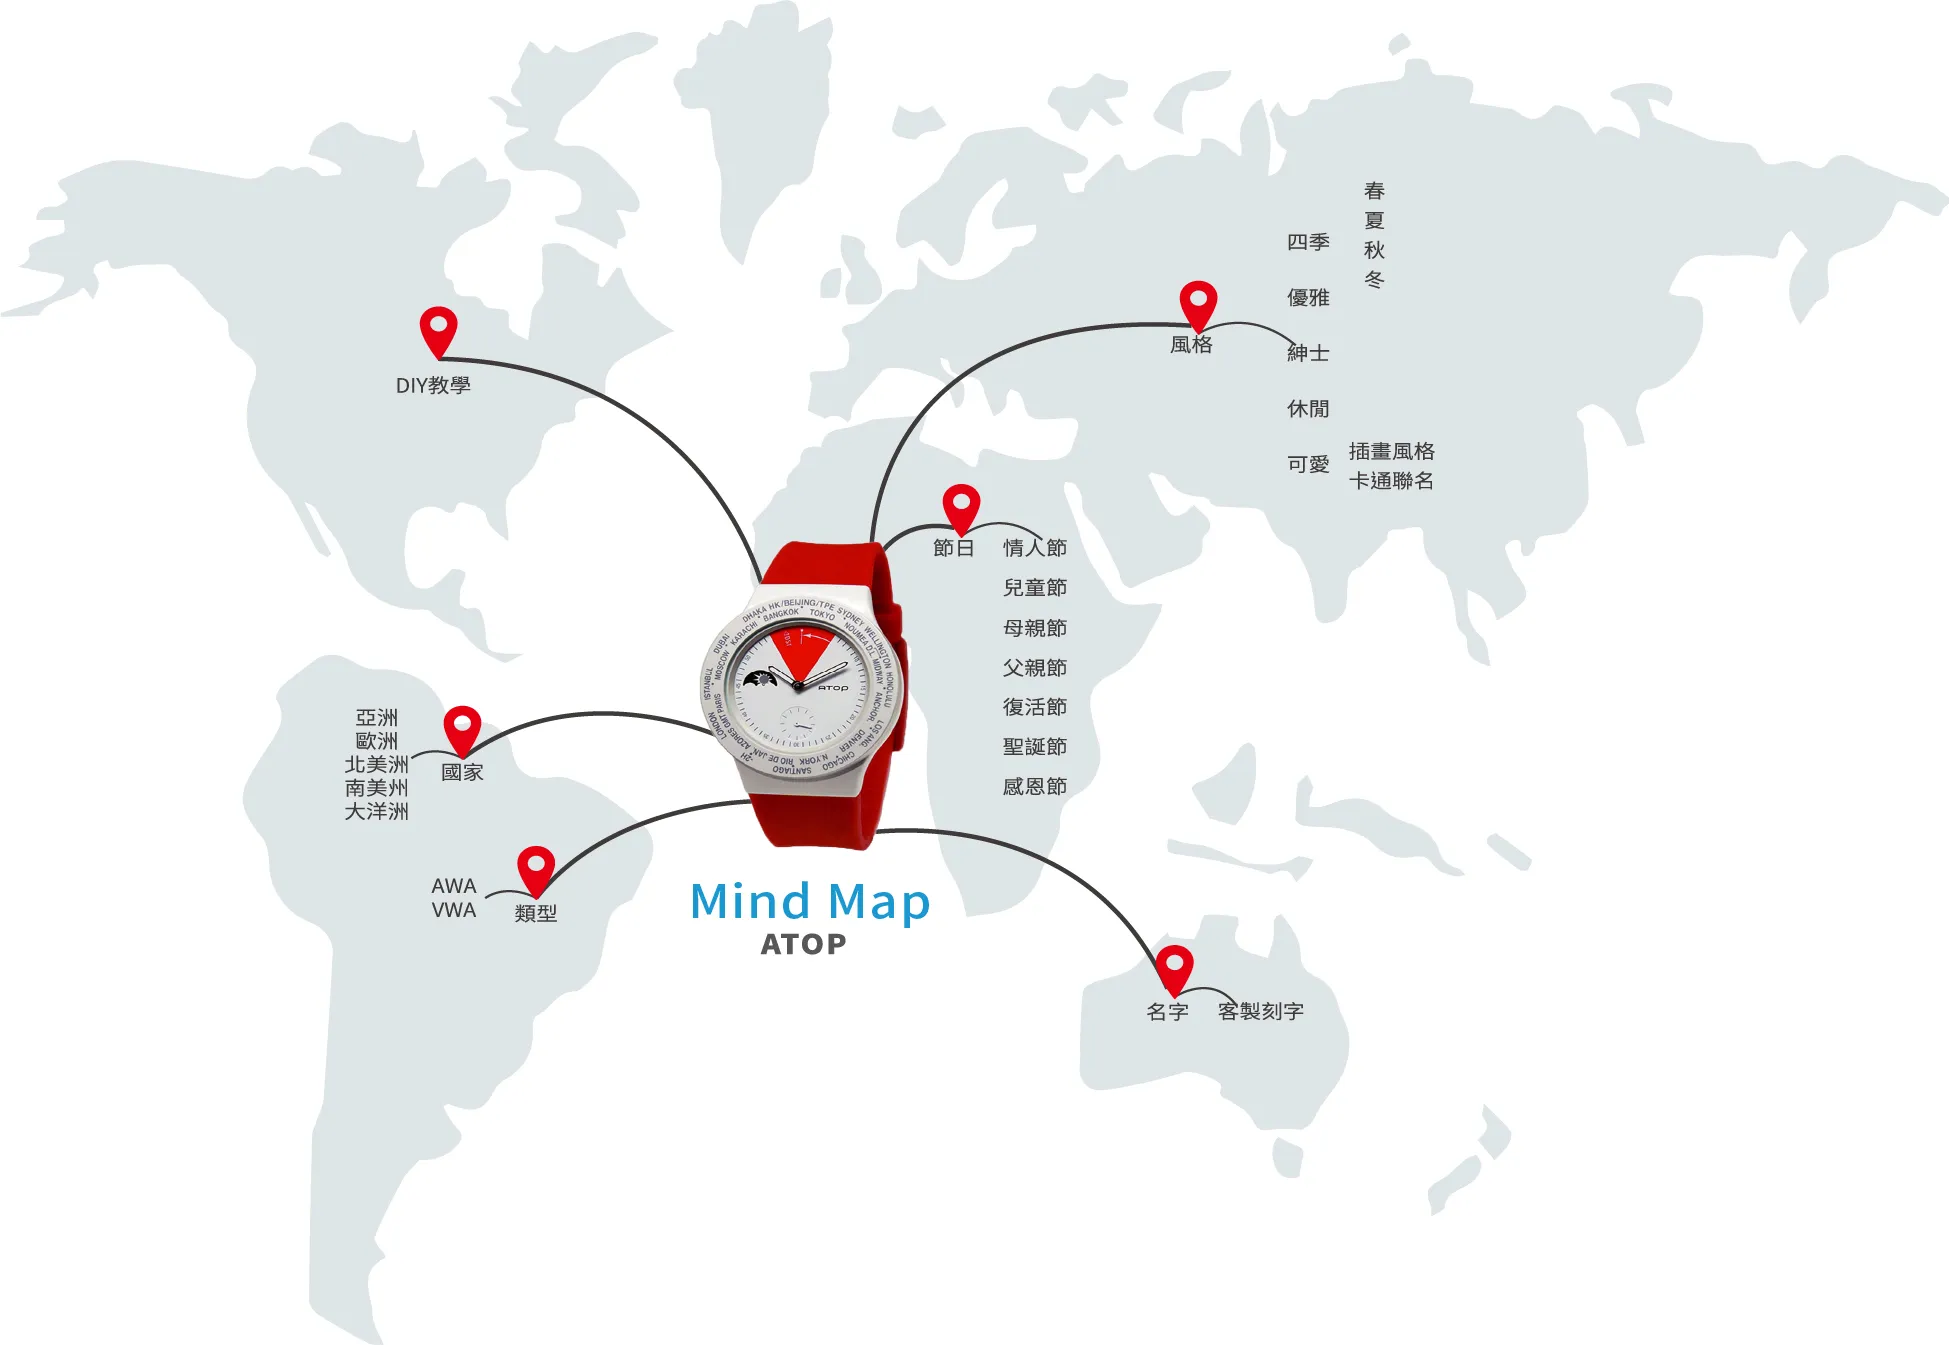 春
夏
秋
冬
四季
優雅
紳士
休閒
可愛
插畫風格
卡通聯名
風格
DIY教學
節日
情人節
兒童節
母親節
父親節
復活節
聖誕節
感恩節
DHAKA HK/BEIJING/TPE SYDNEY WELLINGTON HONOLULU
KARACHI BANGKOK TOKYO NOUMEA D.L MIDWAY
ANCHOR. LOS ANG. DENVER CHICAGO N.YORK SANTIAGO RIO DE JAN. -2H AZORES LONDON GMT PARIS ISTANBUL MOSCOW DUBAI
ATOP
亞洲
歐洲
北美洲
南美州
大洋洲
國家
AWA
VWA
類型
Mind Map
ATOP
名字
客製刻字